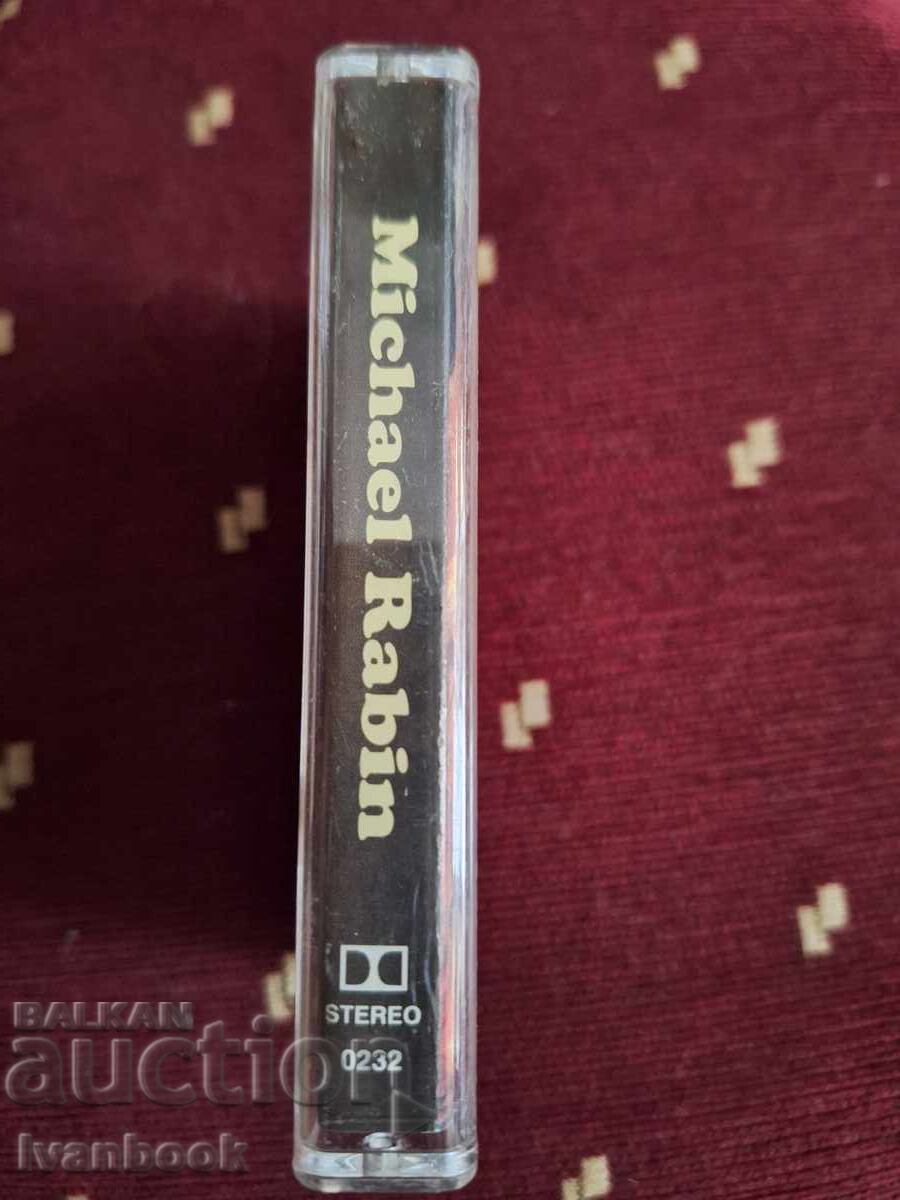 Michael Rabin
STEREO
0232
BALKAN
auction
Ivanbook